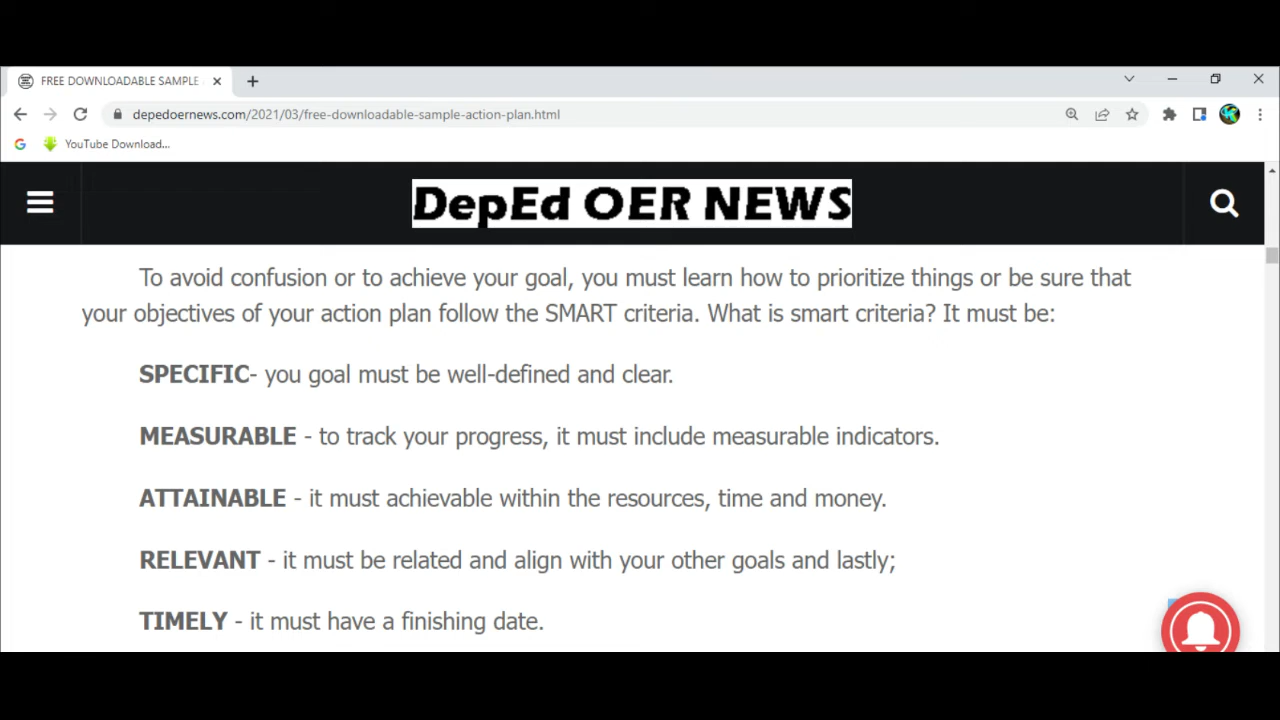 FREE DOWNLOADABLE SAMPLE
depedoernews.com/2021/03/free-downloadable-sample-action-plan.html
YouTube Download...
DepEd OER NEWS
To avoid confusion or to achieve your goal, you must learn how to prioritize things or be sure that
your objectives of your action plan follow the SMART criteria. What is smart criteria? It must be:
SPECIFIC- you goal must be well-defined and clear.
MEASURABLE - to track your progress, it must include measurable indicators.
ATTAINABLE - it must achievable within the resources, time and money.
RELEVANT - it must be related and align with your other goals and lastly;
TIMELY - it must have a finishing date.